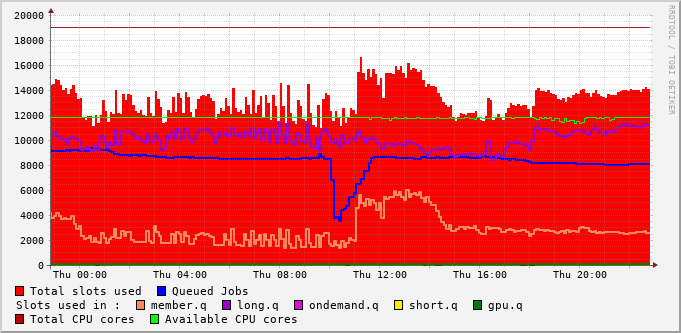 RRDTOOL / TOBI OETIKER
20000
18000
16000
14000
12000
10000
8000
6000
4000
2000
0
Thu 00:00 Thu 04:00 Thu 08:00 Thu 12:00 Thu 16:00 Thu 20:00
Total slots used Queued Jobs
Slots used in : member.q long.q ondemand.q short.q gpu.q
Total CPU cores Available CPU cores